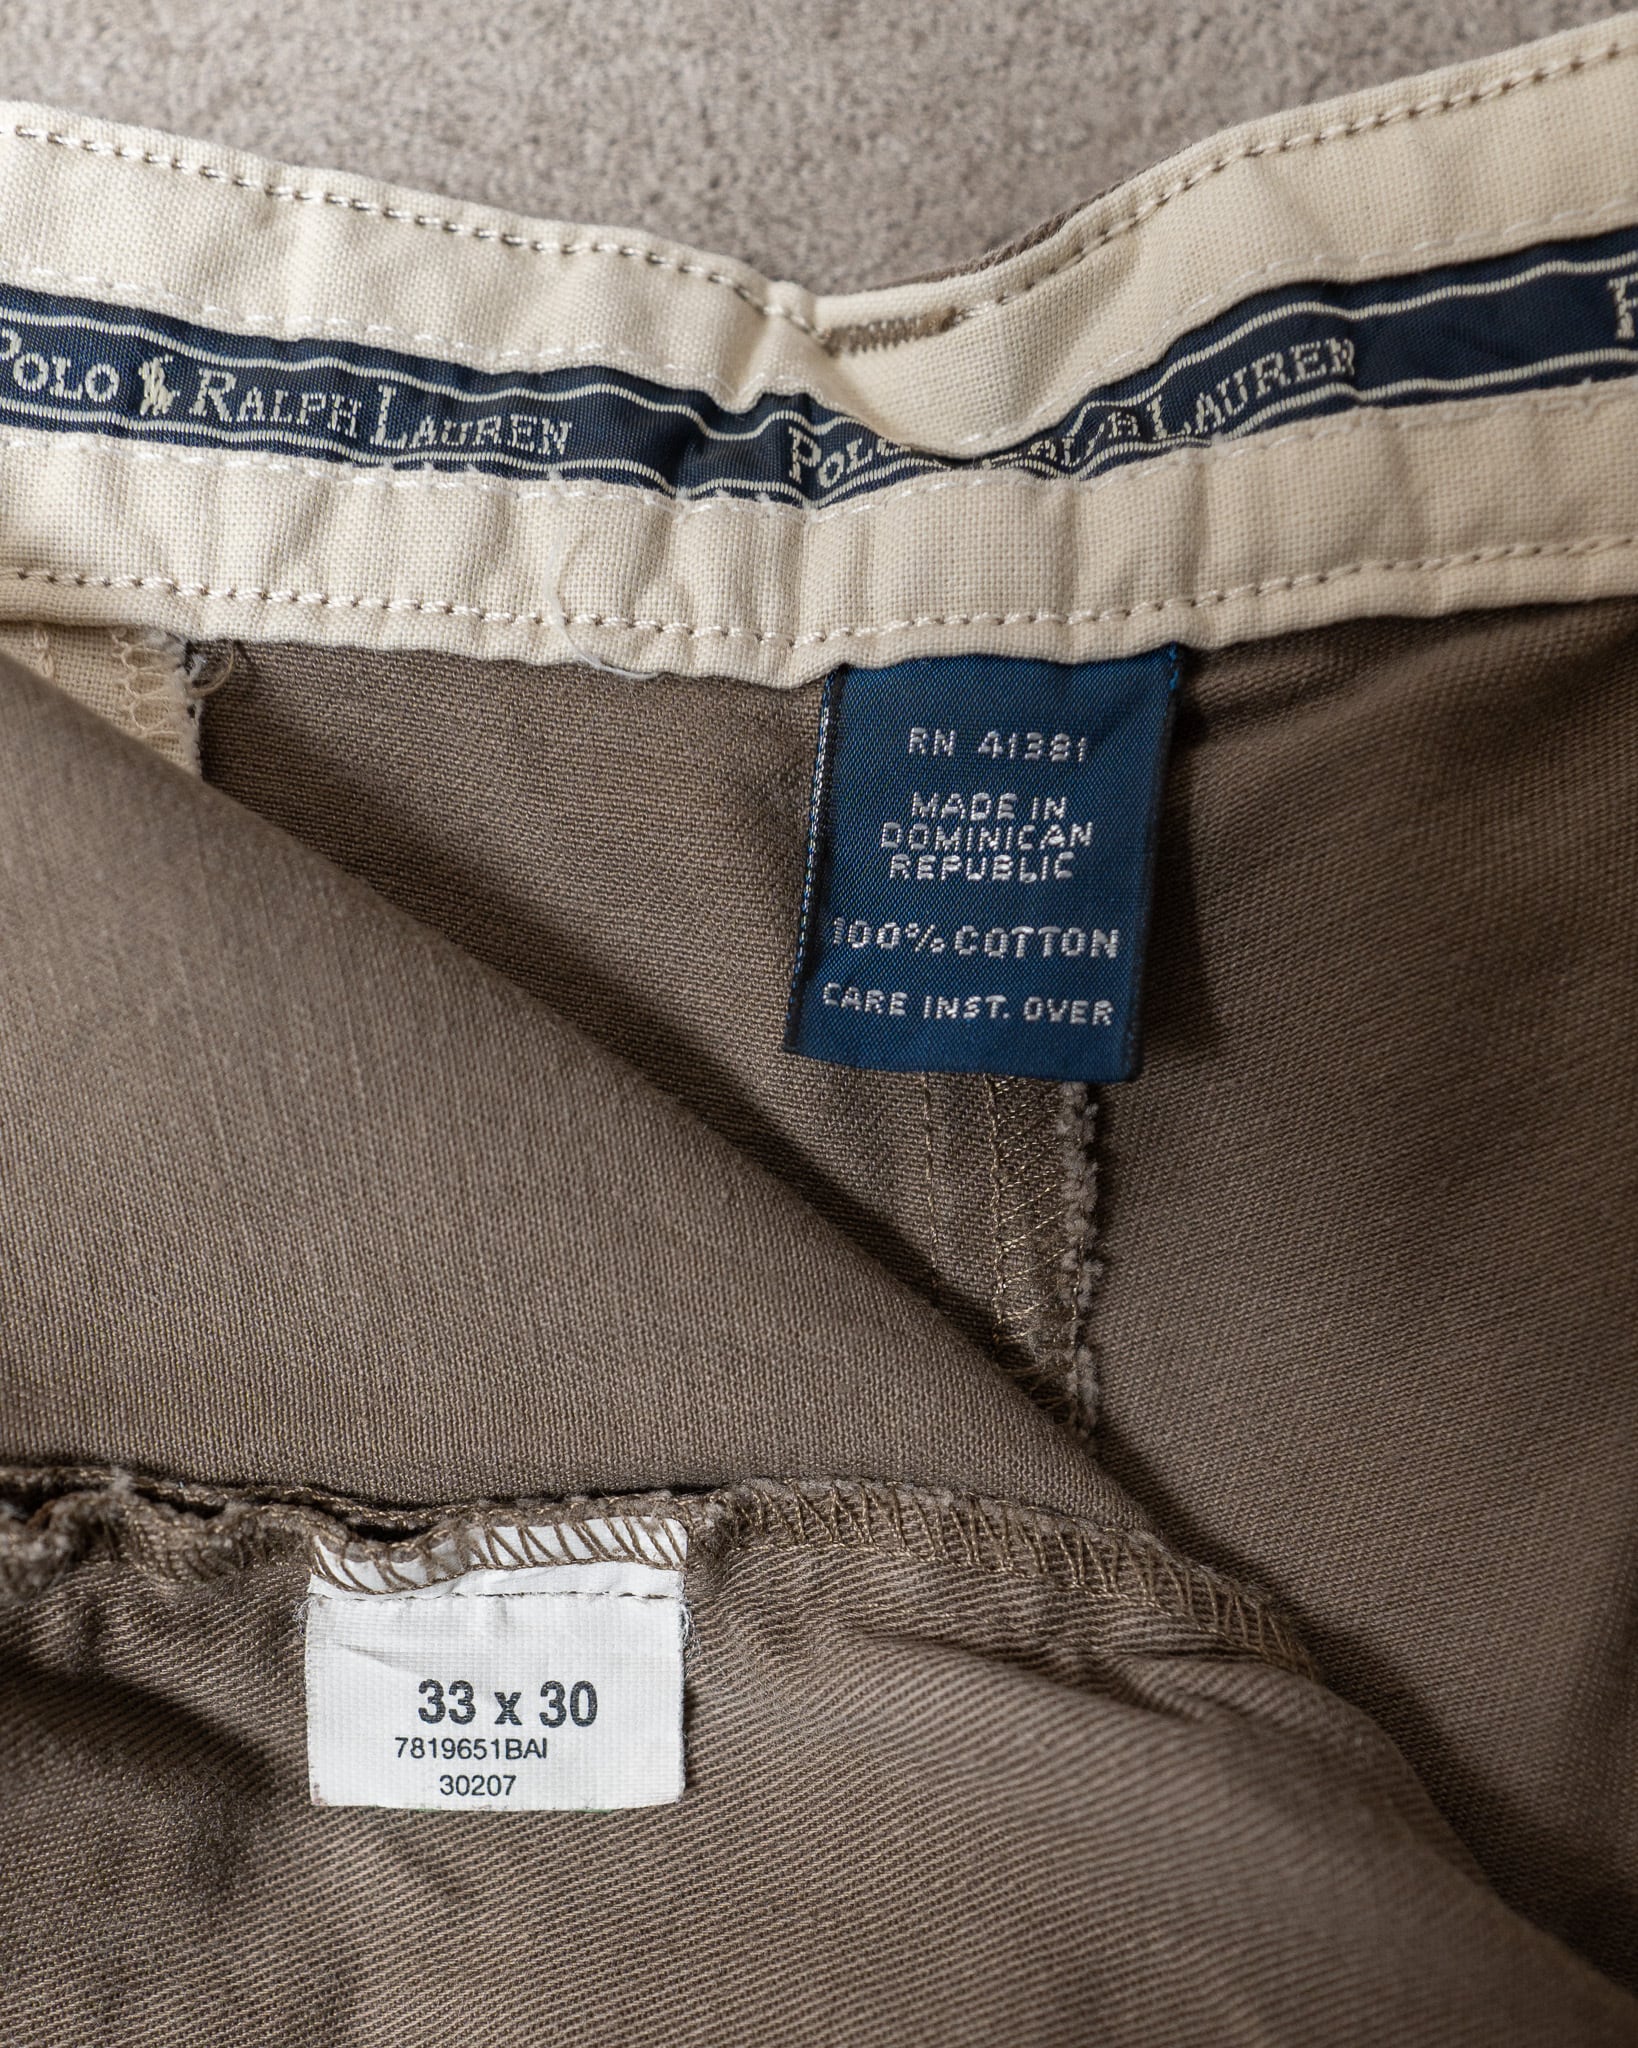 POLO RALPH LAUREN POLO RALPH LAUREN
RN 41381
MADE IN
DOMINICAN
REPUBLIC
100% COTTON
CARE INST. OVER
33 x 30
7819651BAI
30207